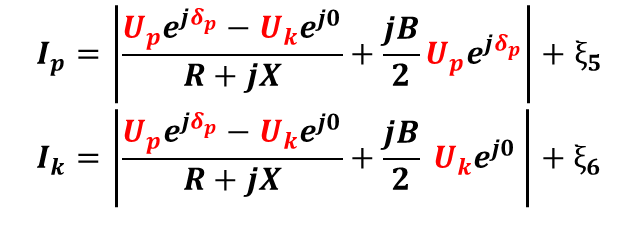 I_p = |(U_p e^{jδ_p} − U_k e^{j0})/(R + jX) + (jB/2) U_p e^{jδ_p}| + ξ_5
I_k = |(U_p e^{jδ_p} − U_k e^{j0})/(R + jX) + (jB/2) U_k e^{j0}| + ξ_6